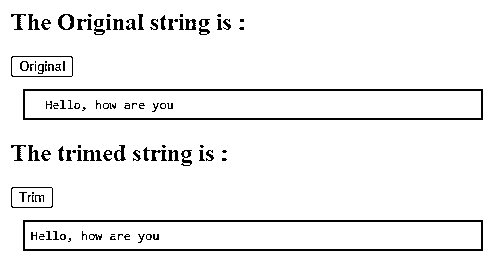 The Original string is :
Original
Hello, how are you
The trimed string is :
Trim
Hello, how are you